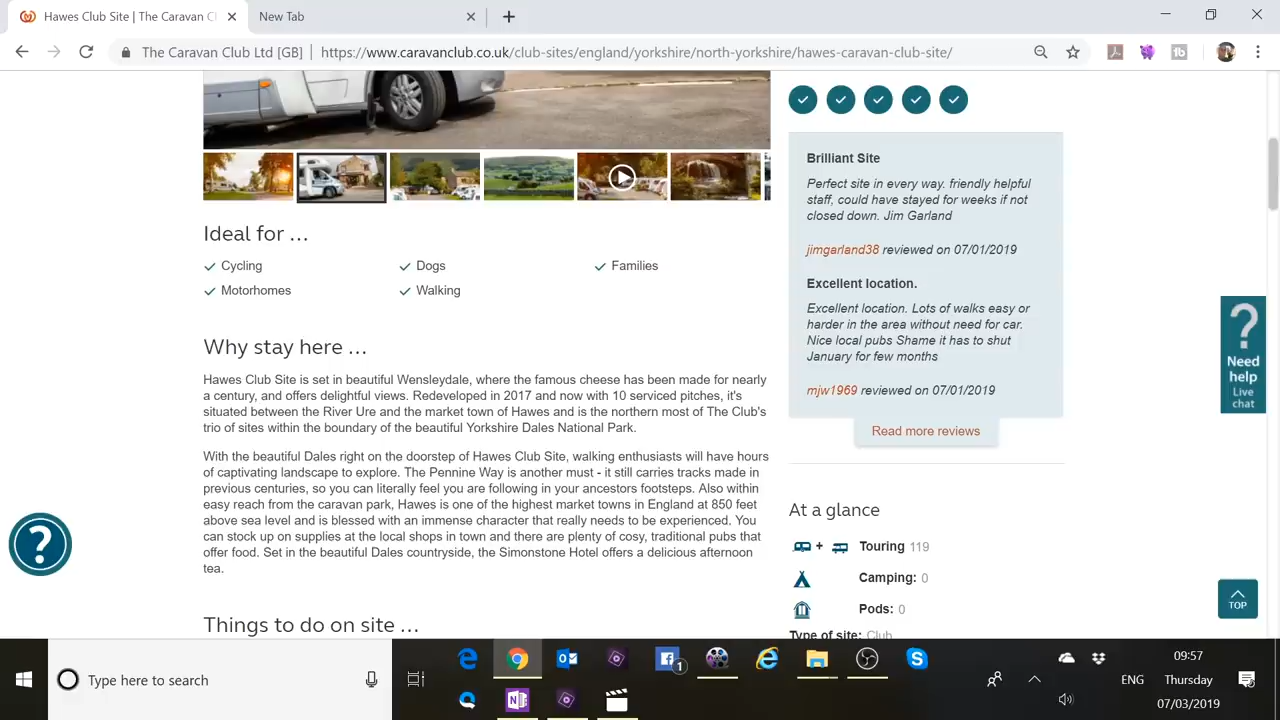 Hawes Club Site | The Caravan Cl
New Tab
The Caravan Club Ltd [GB] | https://www.caravanclub.co.uk/club-sites/england/yorkshire/north-yorkshire/hawes-caravan-club-site/
Ideal for ...
Cycling
Dogs
Families
Motorhomes
Walking
Why stay here ...
Hawes Club Site is set in beautiful Wensleydale, where the famous cheese has been made for nearly
a century, and offers delightful views. Redeveloped in 2017 and now with 10 serviced pitches, it's
situated between the River Ure and the market town of Hawes and is the northern most of The Club's
trio of sites within the boundary of the beautiful Yorkshire Dales National Park.
With the beautiful Dales right on the doorstep of Hawes Club Site, walking enthusiasts will have hours
of captivating landscape to explore. The Pennine Way is another must - it still carries tracks made in
previous centuries, so you can literally feel you are following in your ancestors footsteps. Also within
easy reach from the caravan park, Hawes is one of the highest market towns in England at 850 feet
above sea level and is blessed with an immense character that really needs to be experienced. You
can stock up on supplies at the local shops in town and there are plenty of cosy, traditional pubs that
offer food. Set in the beautiful Dales countryside, the Simonstone Hotel offers a delicious afternoon
tea.
Things to do on site ...
Brilliant Site
Perfect site in every way. friendly helpful
staff, could have stayed for weeks if not
closed down. Jim Garland
jimgarland38 reviewed on 07/01/2019
Excellent location.
Excellent location. Lots of walks easy or
harder in the area without need for car.
Nice local pubs Shame it has to shut
January for few months
mjw1969 reviewed on 07/01/2019
Read more reviews
At a glance
+ Touring 119
Camping: 0
Pods: 0
Type of site: Club
?
Need
help
Live
chat
?
TOP
Type here to search
1
ENG
09:57
Thursday
07/03/2019